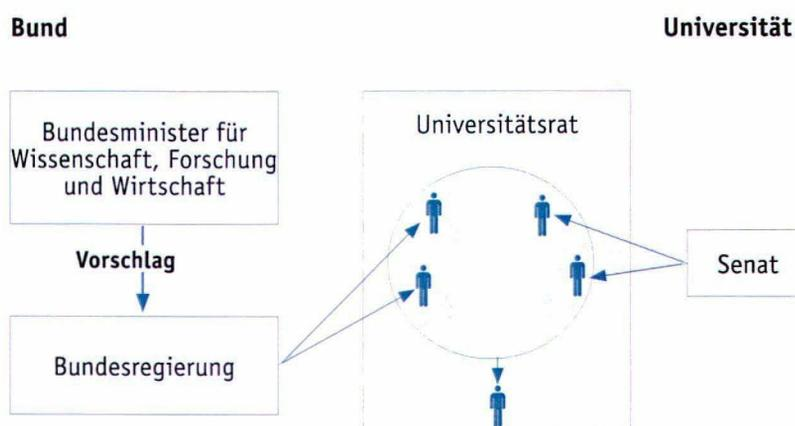 Bund
Universität
Bundesminister für
Wissenschaft, Forschung
und Wirtschaft
Vorschlag
Bundesregierung
Universitätsrat
Senat